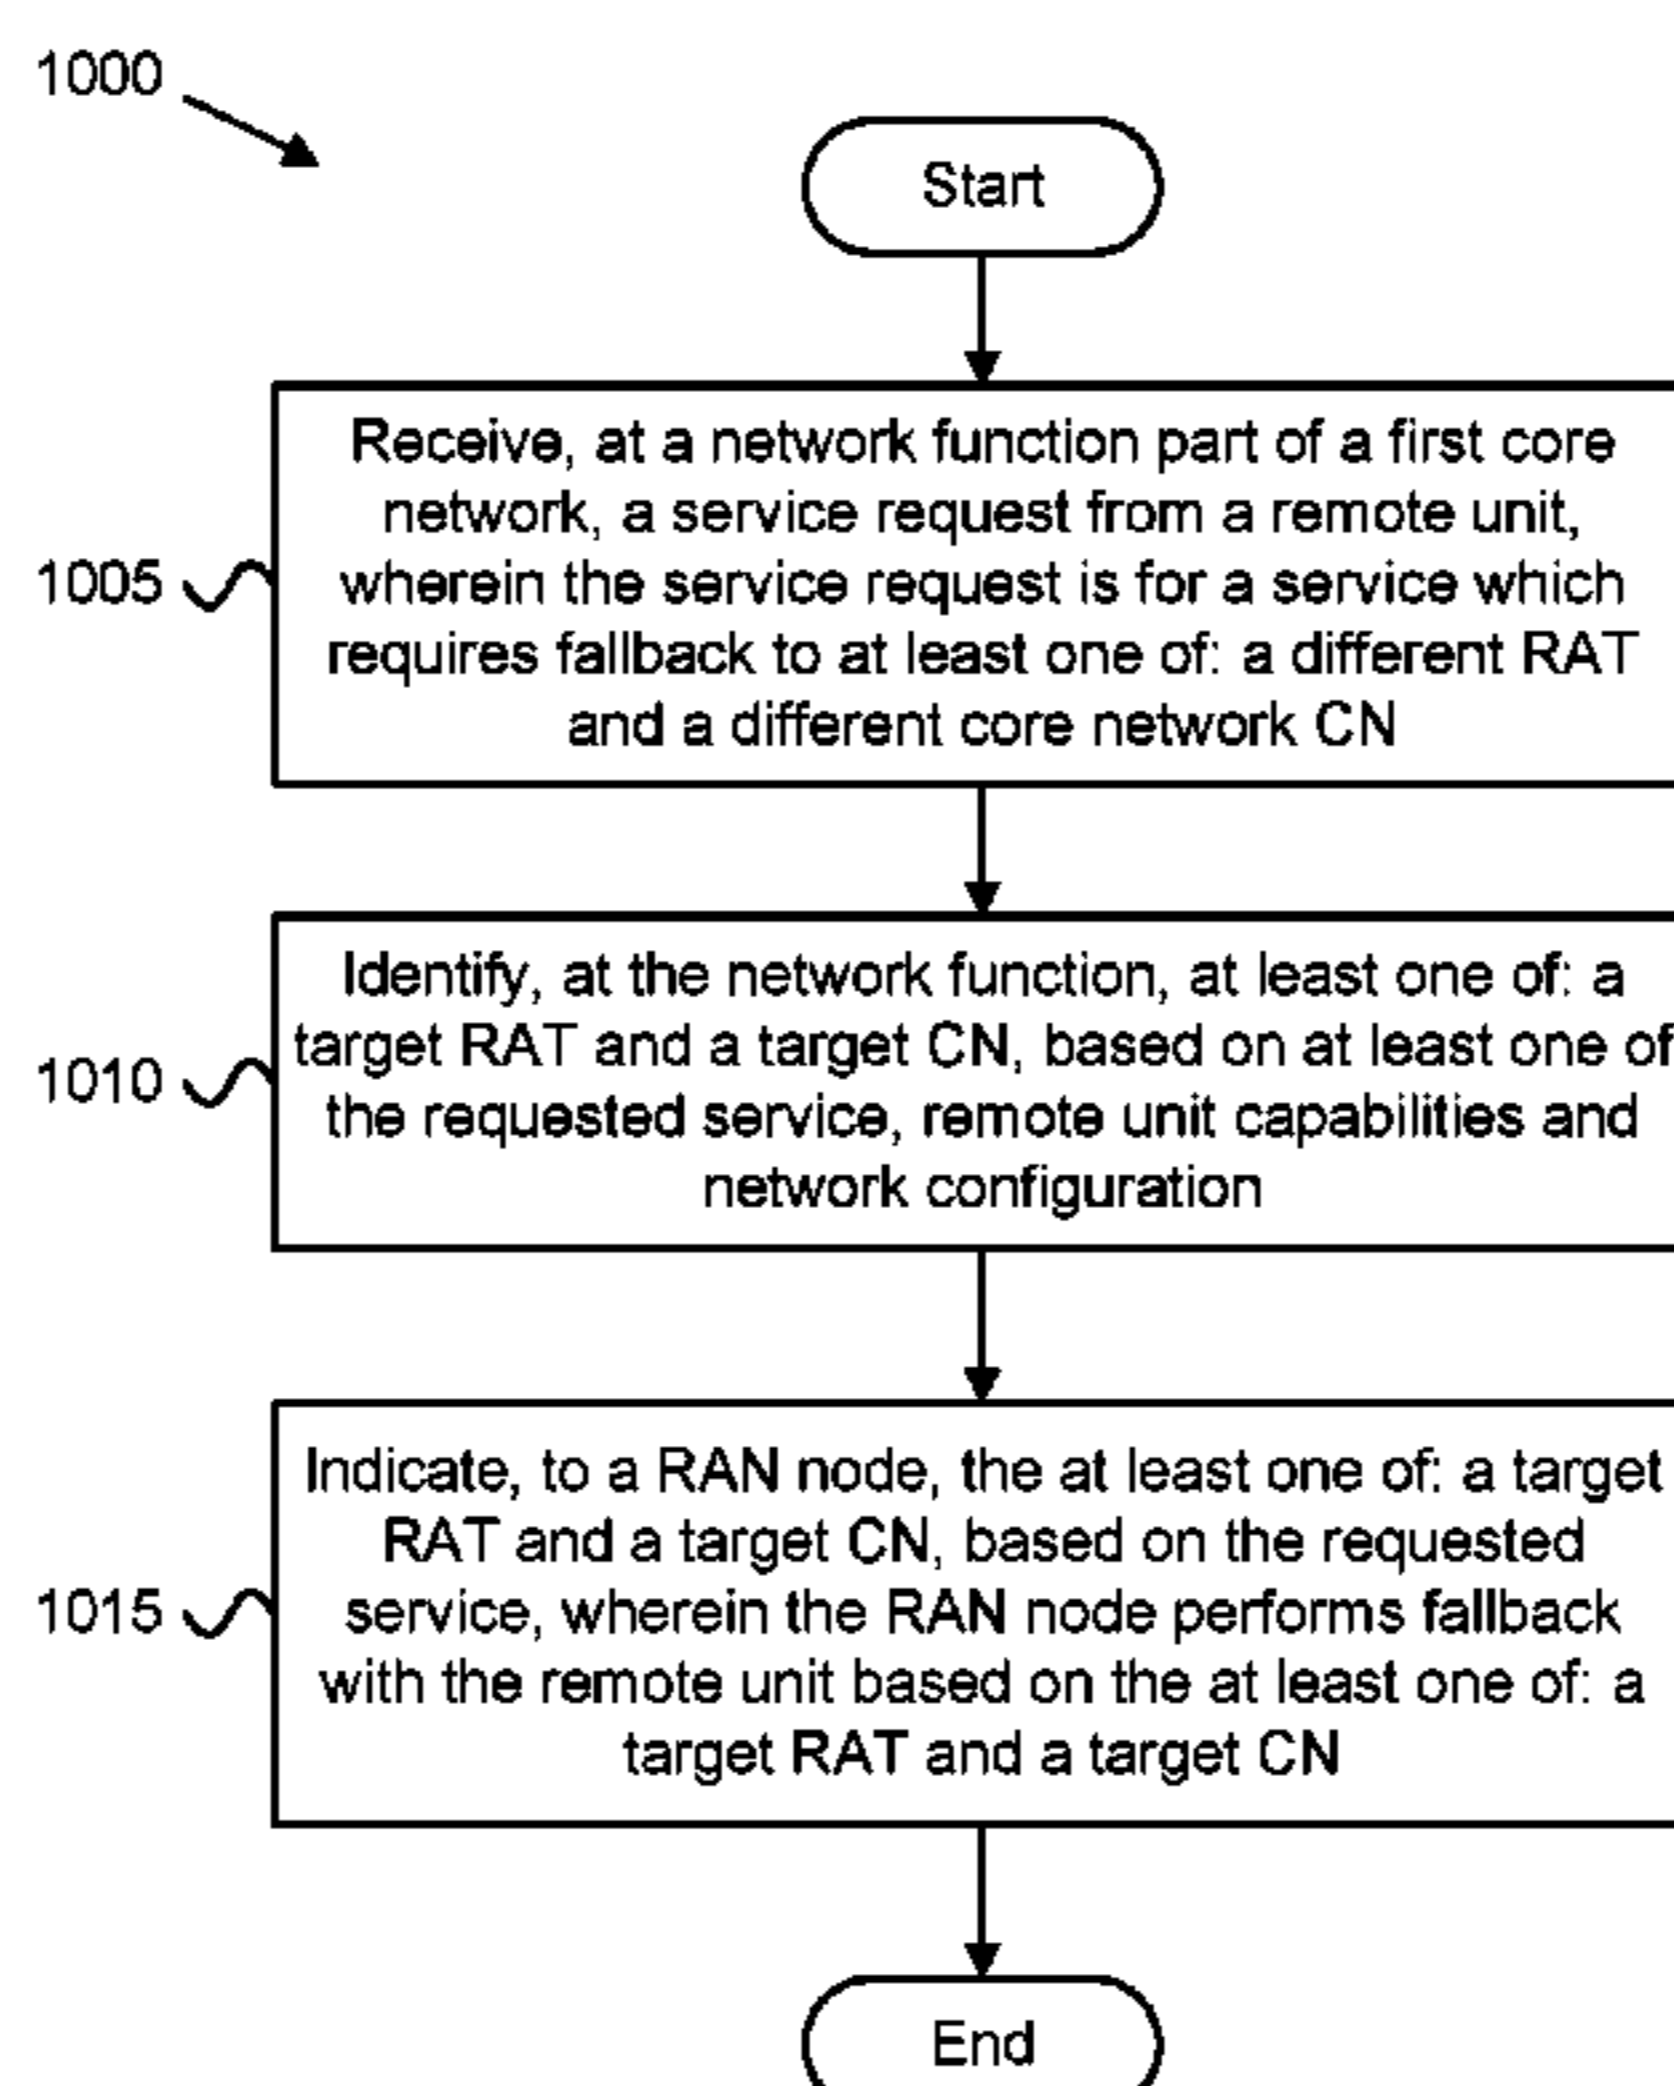 1000
Start
Receive, at a network function part of a first core
network, a service request from a remote unit,
wherein the service request is for a service which
requires fallback to at least one of: a different RAT
and a different core network CN
1005
Identify, at the network function, at least one of: a
target RAT and a target CN, based on at least one of
the requested service, remote unit capabilities and
network configuration
1010
Indicate, to a RAN node, the at least one of: a target
RAT and a target CN, based on the requested
service, wherein the RAN node performs fallback
with the remote unit based on the at least one of: a
target RAT and a target CN
1015
End